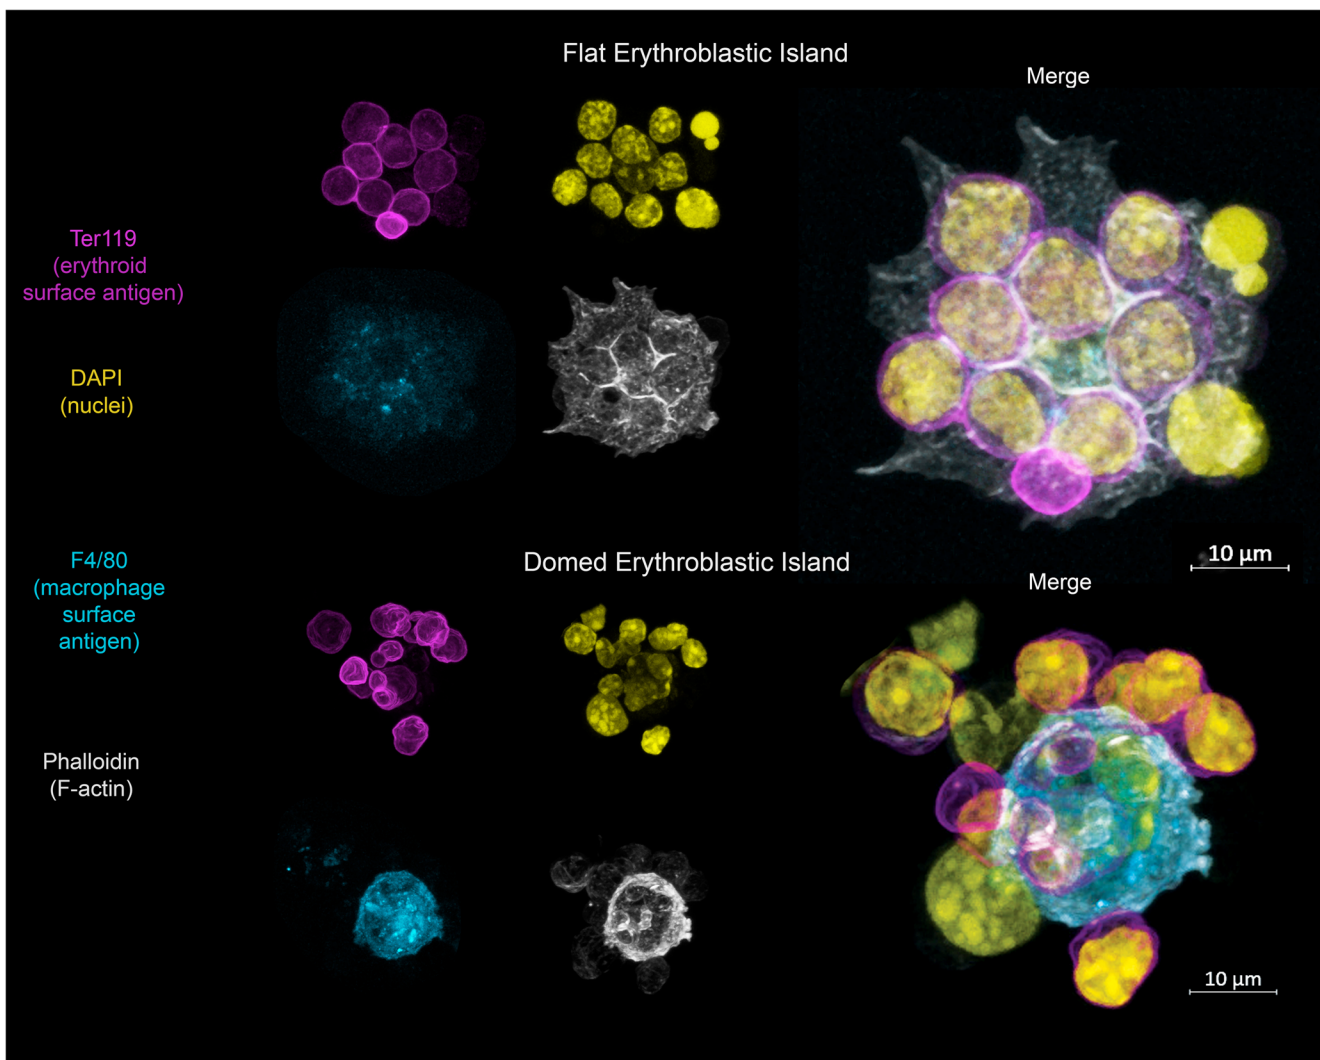 Flat Erythroblastic Island
Merge
Ter119
(erythroid
surface antigen)
DAPI
(nuclei)
10 µm
F4/80
(macrophage
surface
antigen)
Domed Erythroblastic Island
Merge
Phalloidin
(F-actin)
10 µm